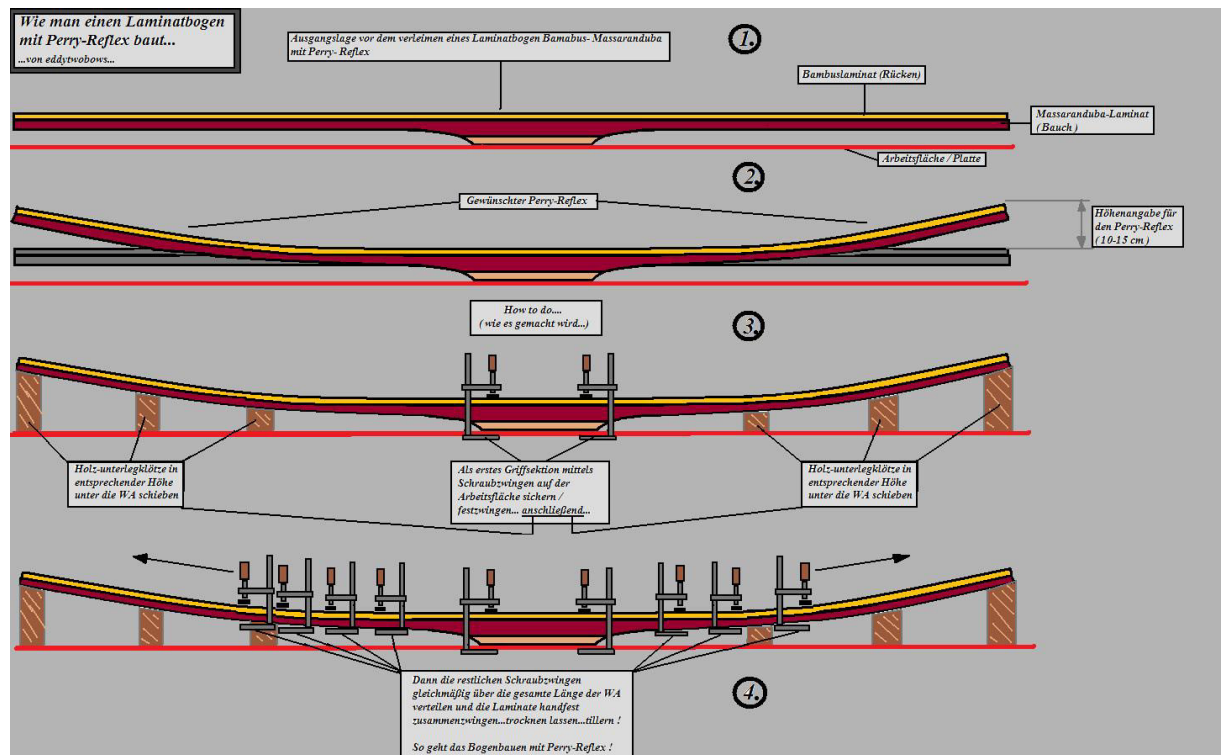 Wie man einen Laminatbogen
mit Perry-Reflex baut...
...von eddytwobows...
Ausgangslage vor dem verleimen eines Laminatbogen Bamabus- Massaranduba
mit Perry- Reflex
1.
Bambuslaminat (Rücken)
Massaranduba-Laminat
( Bauch )
Arbeitsfläche / Platte
2.
Gewünschter Perry-Reflex
Höhenangabe für
den Perry-Reflex
( 10-15 cm )
How to do....
( wie es gemacht wird...)
3.
Holz-unterlegklötze in
entsprechender Höhe
unter die WA schieben
Als erstes Griffsektion mittels
Schraubzwingen auf der
Arbeitsfläche sichern /
festzwingen... anschließend...
Holz-unterlegklötze in
entsprechender Höhe
unter die WA schieben
Dann die restlichen Schraubzwingen
gleichmäßig über die gesamte Länge der WA
verteilen und die Laminate handfest
zusammenzwingen...trocknen lassen...tillern !
So geht das Bogenbauen mit Perry-Reflex !
4.